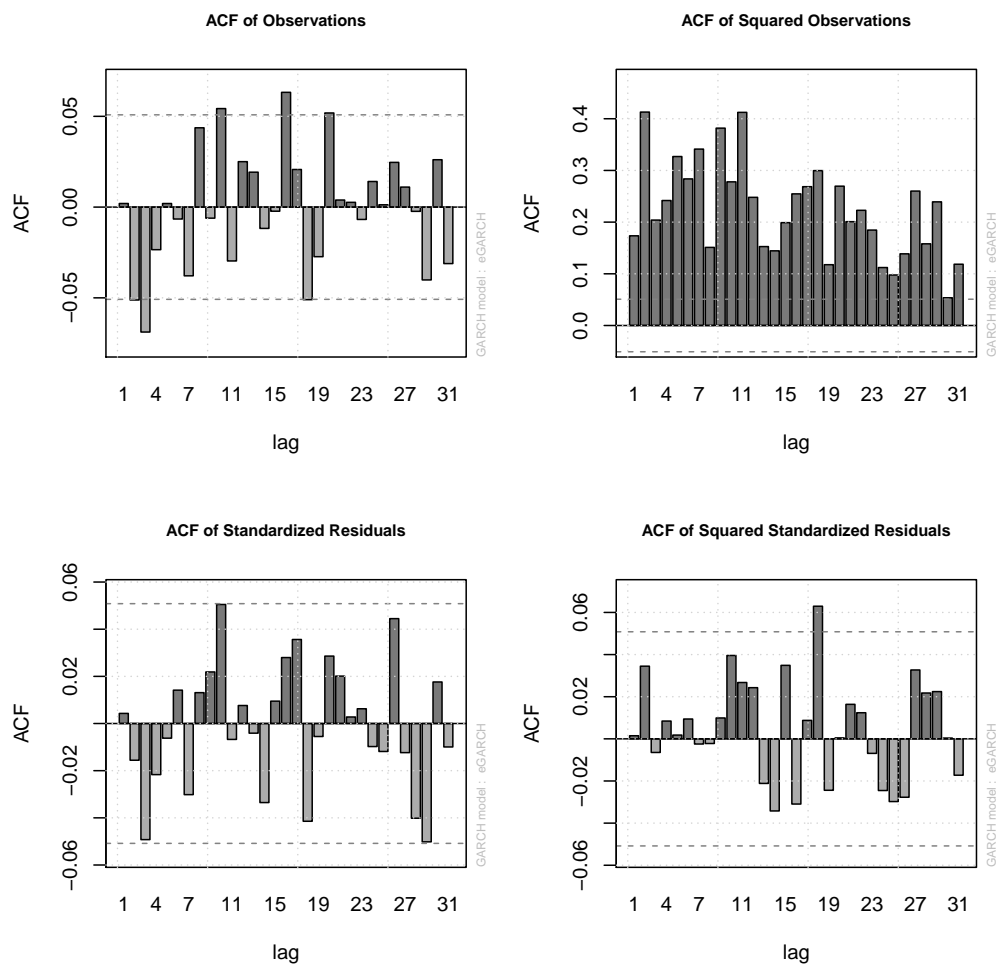 ACF of Observations
ACF
0.05
0.00
−0.05
1 4 7 11 15 19 23 27 31
lag
GARCH model : eGARCH
ACF of Squared Observations
ACF
0.4
0.3
0.2
0.1
0.0
1 4 7 11 15 19 23 27 31
lag
GARCH model : eGARCH
ACF of Standardized Residuals
ACF
0.06
0.02
−0.02
−0.06
1 4 7 11 15 19 23 27 31
lag
GARCH model : eGARCH
ACF of Squared Standardized Residuals
ACF
0.06
0.02
−0.02
−0.06
1 4 7 11 15 19 23 27 31
lag
GARCH model : eGARCH